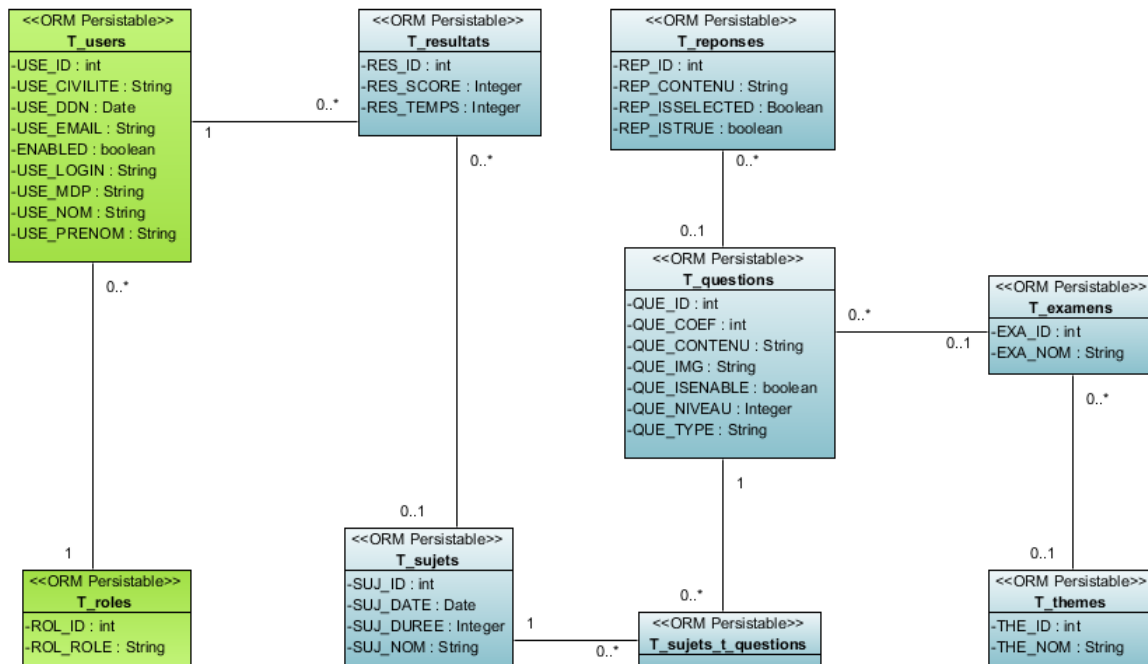 <<ORM Persistable>>
T_users
-USE_ID : int
-USE_CIVILITE : String
-USE_DDN : Date
-USE_EMAIL : String
-ENABLED : boolean
-USE_LOGIN : String
-USE_MDP : String
-USE_NOM : String
-USE_PRENOM : String
1
0..*
<<ORM Persistable>>
T_resultats
-RES_ID : int
-RES_SCORE : Integer
-RES_TEMPS : Integer
0..*
0..1
<<ORM Persistable>>
T_reponses
-REP_ID : int
-REP_CONTENU : String
-REP_ISSELECTED : Boolean
-REP_ISTRUE : boolean
0..*
0..1
<<ORM Persistable>>
T_questions
-QUE_ID : int
-QUE_COEF : int
-QUE_CONTENU : String
-QUE_IMG : String
-QUE_ISENABLE : boolean
-QUE_NIVEAU : Integer
-QUE_TYPE : String
0..*
0..1
<<ORM Persistable>>
T_examens
-EXA_ID : int
-EXA_NOM : String
0..*
0..1
0..*
1
<<ORM Persistable>>
T_roles
-ROL_ID : int
-ROL_ROLE : String
<<ORM Persistable>>
T_sujets
-SUJ_ID : int
-SUJ_DATE : Date
-SUJ_DUREE : Integer
-SUJ_NOM : String
1
0..*
1
0..*
<<ORM Persistable>>
T_sujets_t_questions
<<ORM Persistable>>
T_themes
-THE_ID : int
-THE_NOM : String